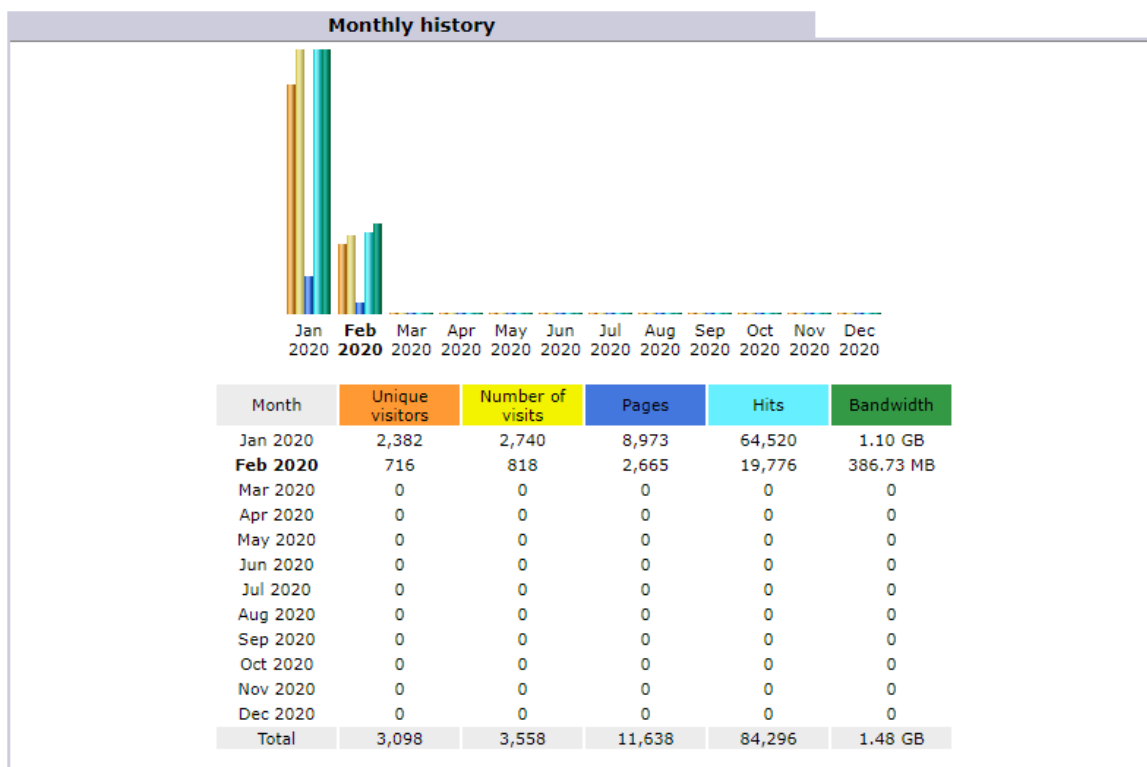 Monthly history
Jan Feb Mar Apr May Jun Jul Aug Sep Oct Nov Dec
2020 2020 2020 2020 2020 2020 2020 2020 2020 2020 2020 2020
Month Unique visitors Number of visits Pages Hits Bandwidth
Jan 2020 2,382 2,740 8,973 64,520 1.10 GB
Feb 2020 716 818 2,665 19,776 386.73 MB
Mar 2020 0 0 0 0 0
Apr 2020 0 0 0 0 0
May 2020 0 0 0 0 0
Jun 2020 0 0 0 0 0
Jul 2020 0 0 0 0 0
Aug 2020 0 0 0 0 0
Sep 2020 0 0 0 0 0
Oct 2020 0 0 0 0 0
Nov 2020 0 0 0 0 0
Dec 2020 0 0 0 0 0
Total 3,098 3,558 11,638 84,296 1.48 GB